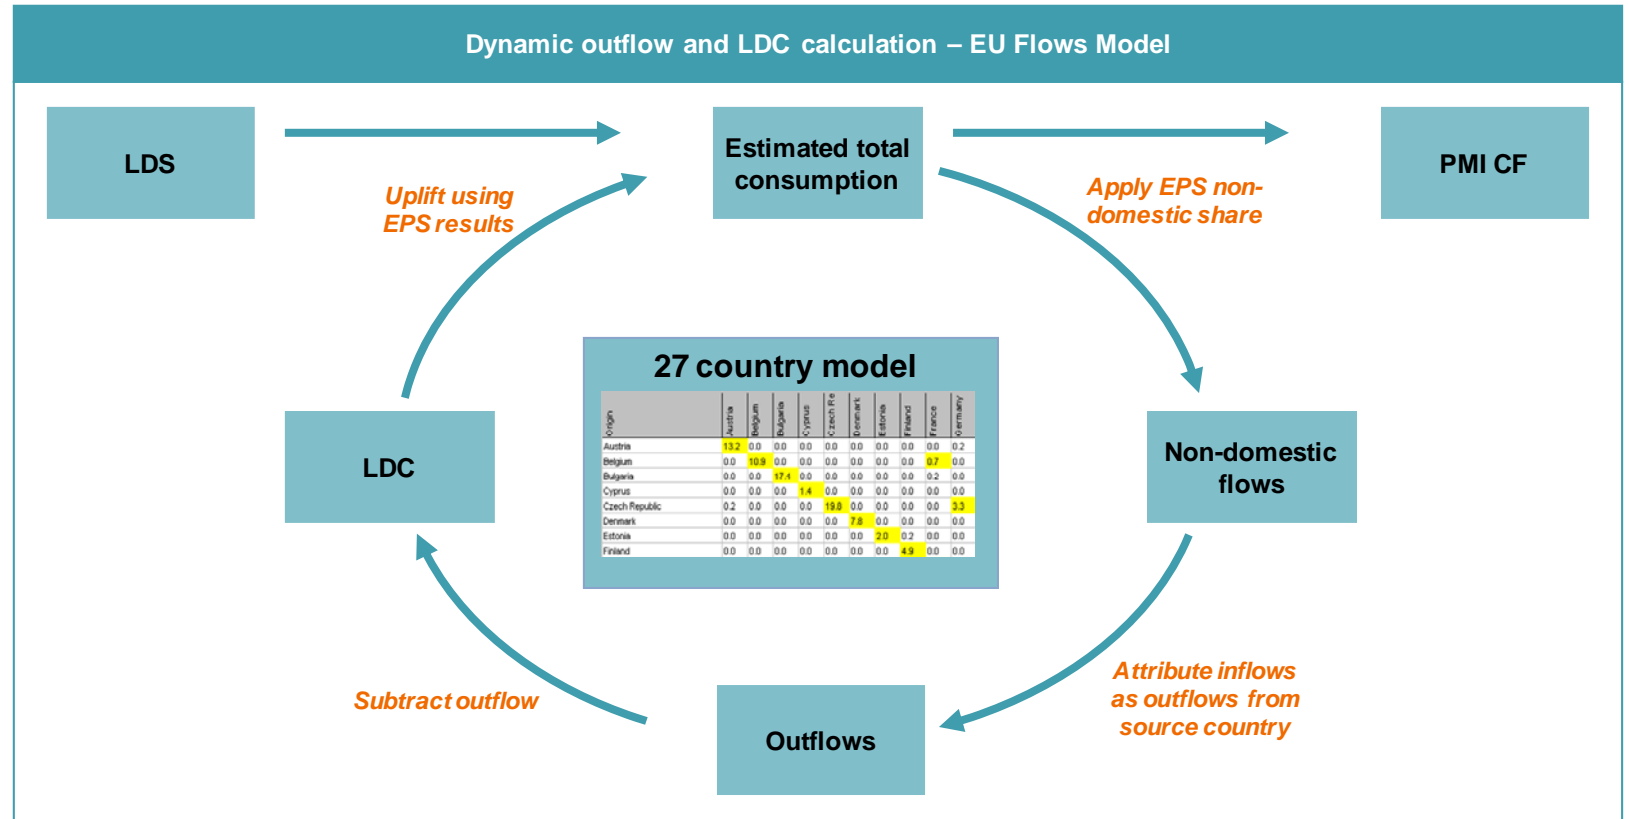 Dynamic outflow and LDC calculation – EU Flows Model
LDS
Estimated total
consumption
PMI CF
Uplift using
EPS results
Apply EPS non-
domestic share
27 country model
Origin Austria Belgium Bulgaria Cyprus Czech Re Denmark Estonia Finland France Germany
Austria 13.2 0.0 0.0 0.0 0.0 0.0 0.0 0.0 0.0 0.2
Belgium 0.0 10.9 0.0 0.0 0.0 0.0 0.0 0.0 0.7 0.0
Bulgaria 0.0 0.0 17.4 0.0 0.0 0.0 0.0 0.0 0.2 0.0
Cyprus 0.0 0.0 0.0 1.4 0.0 0.0 0.0 0.0 0.0 0.0
Czech Republic 0.2 0.0 0.0 0.0 19.8 0.0 0.0 0.0 0.0 3.3
Denmark 0.0 0.0 0.0 0.0 0.0 7.8 0.0 0.0 0.0 0.0
Estonia 0.0 0.0 0.0 0.0 0.0 0.0 2.0 0.2 0.0 0.0
Finland 0.0 0.0 0.0 0.0 0.0 0.0 0.0 4.9 0.0 0.0
LDC
Non-domestic
flows
Subtract outflow
Attribute inflows
as outflows from
source country
Outflows